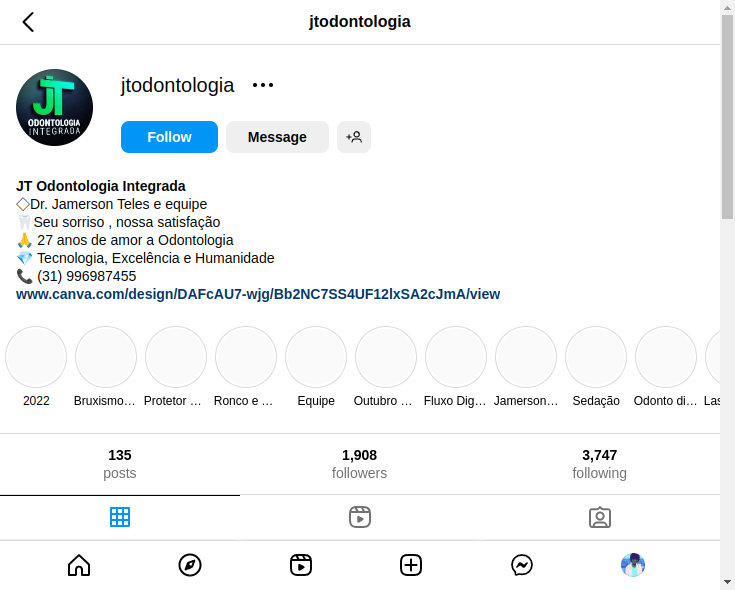 jtodontologia
jtodontologia
JT
ODONTOLOGIA
INTEGRADA
Follow
Message
JT Odontologia Integrada
Dr. Jamerson Teles e equipe
🦷Seu sorriso , nossa satisfação
🙏 27 anos de amor a Odontologia
💎 Tecnologia, Excelência e Humanidade
📞 (31) 996987455
www.canva.com/design/DAFcAU7-wjg/Bb2NC7SS4UF12lxSA2cJmA/view
2022 Bruxismo... Protetor ... Ronco e ... Equipe Outubro ... Fluxo Dig... Jamerson... Sedação Odonto di... Las
135 1,908 3,747
posts followers following